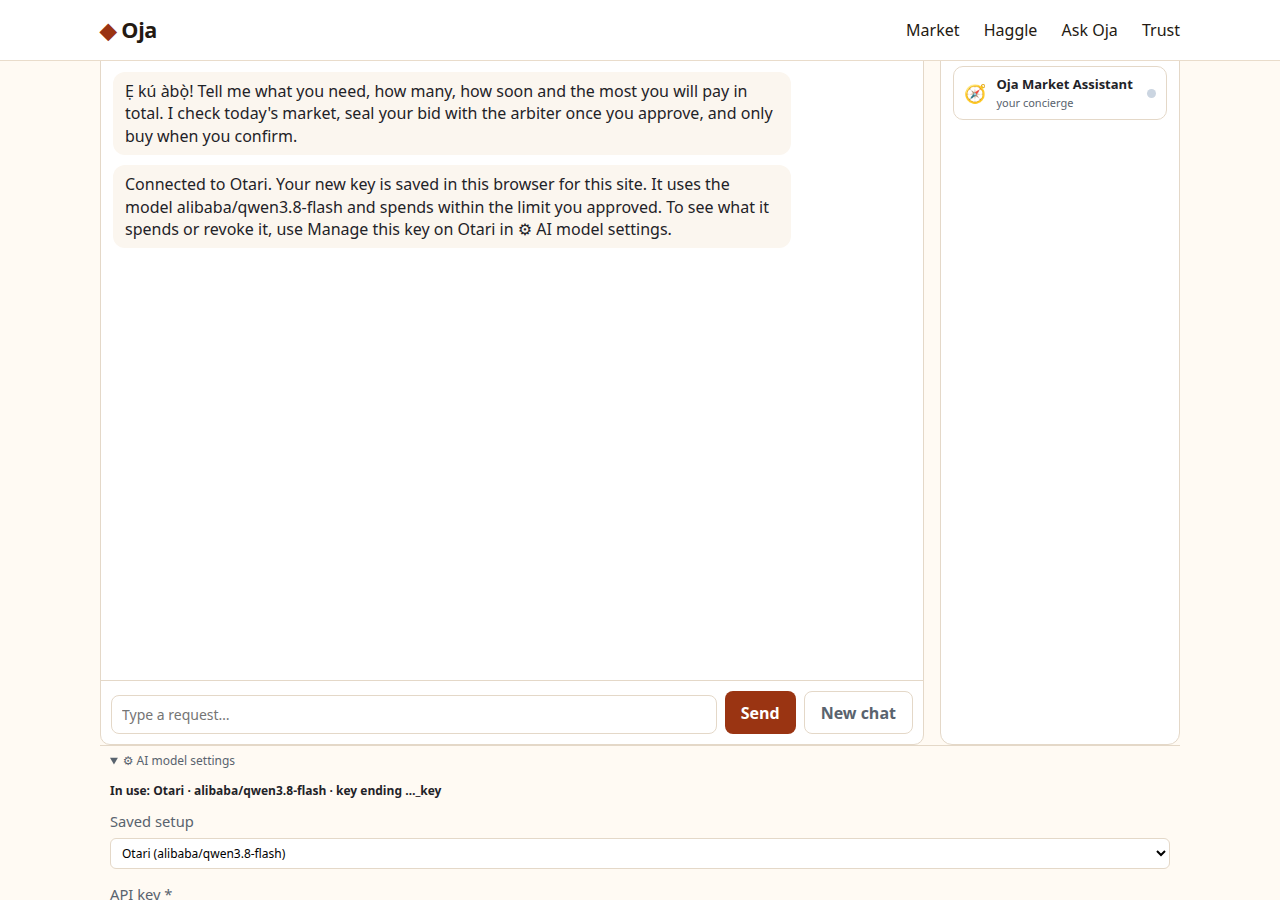 ◆ Oja
Market Haggle Ask Oja Trust
Ẹ kú àbọ̀! Tell me what you need, how many, how soon and the most you will pay in
total. I check today's market, seal your bid with the arbiter once you approve, and only
buy when you confirm.
Connected to Otari. Your new key is saved in this browser for this site. It uses the
model alibaba/qwen3.8-flash and spends within the limit you approved. To see what it
spends or revoke it, use Manage this key on Otari in ⚙ AI model settings.
Oja Market Assistant
your concierge
Type a request...
Send
New chat
▼ ⚙ AI model settings
In use: Otari · alibaba/qwen3.8-flash · key ending ..._key
Saved setup
Otari (alibaba/qwen3.8-flash)
API key *